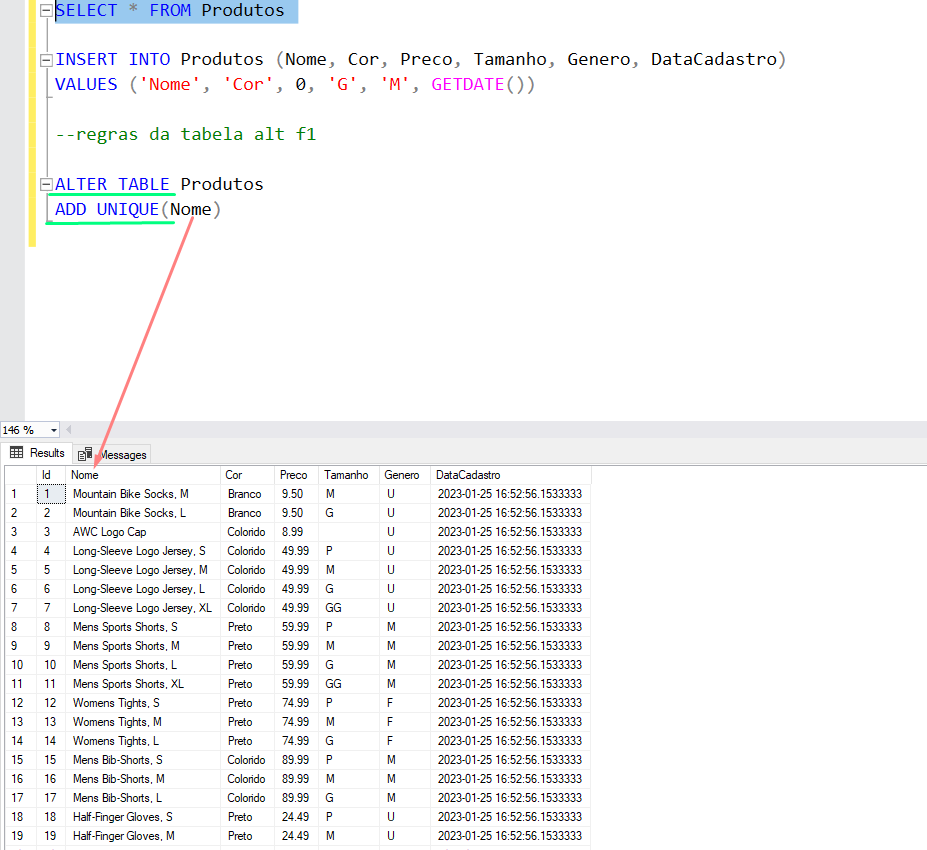 SELECT * FROM Produtos
INSERT INTO Produtos (Nome, Cor, Preco, Tamanho, Genero, DataCadastro)
VALUES ('Nome', 'Cor', 0, 'G', 'M', GETDATE())
--regras da tabela alt f1
ALTER TABLE Produtos
ADD UNIQUE(Nome)
146 %
Results Messages
Id Nome Cor Preco Tamanho Genero DataCadastro
1 1 Mountain Bike Socks, M Branco 9.50 M U 2023-01-25 16:52:56.1533333
2 2 Mountain Bike Socks, L Branco 9.50 G U 2023-01-25 16:52:56.1533333
3 3 AWC Logo Cap Colorido 8.99 U 2023-01-25 16:52:56.1533333
4 4 Long-Sleeve Logo Jersey, S Colorido 49.99 P U 2023-01-25 16:52:56.1533333
5 5 Long-Sleeve Logo Jersey, M Colorido 49.99 M U 2023-01-25 16:52:56.1533333
6 6 Long-Sleeve Logo Jersey, L Colorido 49.99 G U 2023-01-25 16:52:56.1533333
7 7 Long-Sleeve Logo Jersey, XL Colorido 49.99 GG U 2023-01-25 16:52:56.1533333
8 8 Mens Sports Shorts, S Preto 59.99 P M 2023-01-25 16:52:56.1533333
9 9 Mens Sports Shorts, M Preto 59.99 M M 2023-01-25 16:52:56.1533333
10 10 Mens Sports Shorts, L Preto 59.99 G M 2023-01-25 16:52:56.1533333
11 11 Mens Sports Shorts, XL Preto 59.99 GG M 2023-01-25 16:52:56.1533333
12 12 Womens Tights, S Preto 74.99 P F 2023-01-25 16:52:56.1533333
13 13 Womens Tights, M Preto 74.99 M F 2023-01-25 16:52:56.1533333
14 14 Womens Tights, L Preto 74.99 G F 2023-01-25 16:52:56.1533333
15 15 Mens Bib-Shorts, S Colorido 89.99 P M 2023-01-25 16:52:56.1533333
16 16 Mens Bib-Shorts, M Colorido 89.99 M M 2023-01-25 16:52:56.1533333
17 17 Mens Bib-Shorts, L Colorido 89.99 G M 2023-01-25 16:52:56.1533333
18 18 Half-Finger Gloves, S Preto 24.49 P U 2023-01-25 16:52:56.1533333
19 19 Half-Finger Gloves, M Preto 24.49 M U 2023-01-25 16:52:56.1533333